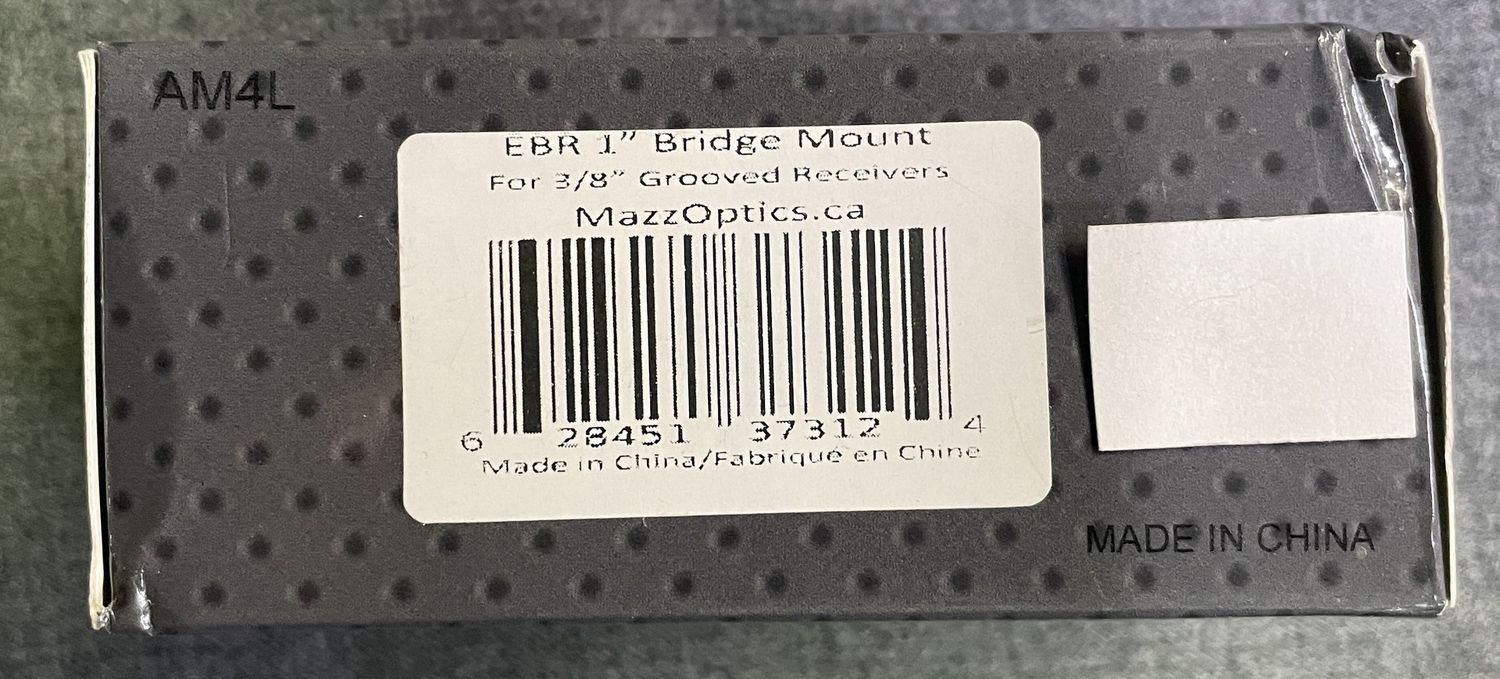 AM4L
EBR 1” Bridge Mount
For 3/8” Grooved Receivers
MazzOptics.ca
6 28451 37312 4
Made in China/Fabriqué en Chine
MADE IN CHINA